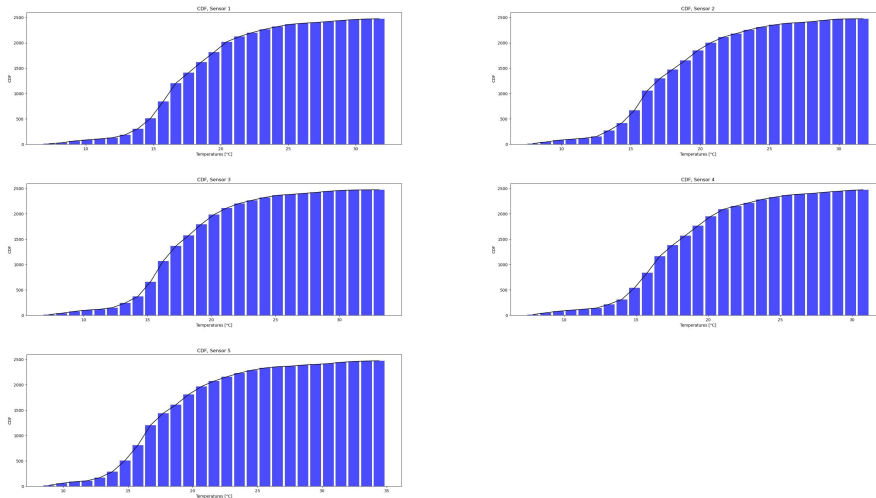 CDF, Sensor 1
2500
2000
1500
1000
500
0
CDF
10 15 20 25 30
Temperatures [°C]
CDF, Sensor 2
2500
2000
1500
1000
500
0
CDF
10 15 20 25 30
Temperatures [°C]
CDF, Sensor 3
2500
2000
1500
1000
500
0
CDF
10 15 20 25 30
Temperatures [°C]
CDF, Sensor 4
2500
2000
1500
1000
500
0
CDF
10 15 20 25 30
Temperatures [°C]
CDF, Sensor 5
2500
2000
1500
1000
500
0
CDF
10 15 20 25 30 35
Temperatures [°C]